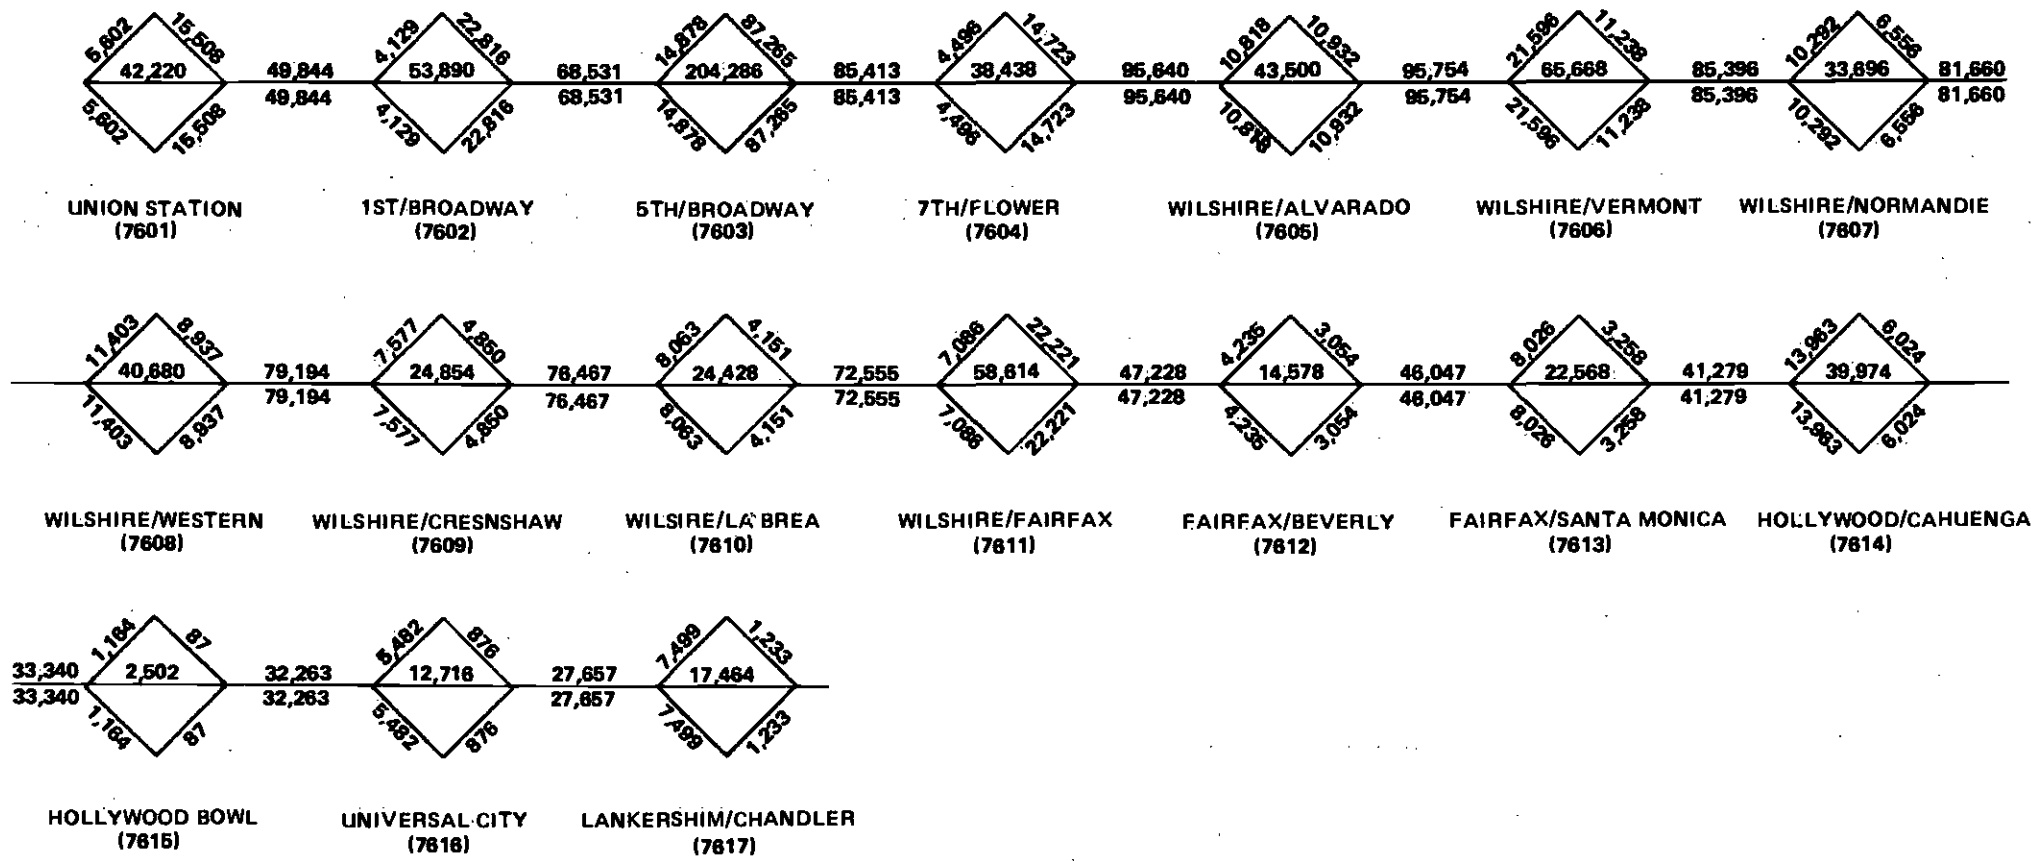 5,602 15,508 4,129 22,816 14,878 87,265 4,496 14,723 10,818 10,932 21,596 11,238 10,292 6,556
42,220 49,844 53,890 68,531 204,286 85,413 38,438 95,640 43,500 95,754 65,668 85,396 33,696 81,660
49,844 68,531 85,413 95,640 95,754 85,396 81,660
5,602 15,508 4,129 22,816 14,878 87,265 4,496 14,723 10,818 10,932 21,596 11,238 10,292 6,556
UNION STATION 1ST/BROADWAY 5TH/BROADWAY 7TH/FLOWER WILSHIRE/ALVARADO WILSHIRE/VERMONT WILSHIRE/NORMANDIE
(7601) (7602) (7603) (7604) (7605) (7606) (7607)
11,403 8,937 7,577 4,850 8,063 4,151 7,086 22,221 4,235 3,054 8,026 3,258 13,963 6,024
40,680 79,194 24,854 76,467 24,428 72,555 58,614 47,228 14,578 46,047 22,568 41,279 39,974
79,194 76,467 72,555 47,228 46,047 41,279
11,403 8,937 7,577 4,850 8,063 4,151 7,086 22,221 4,235 3,054 8,026 3,258 13,963 6,024
WILSHIRE/WESTERN WILSHIRE/CRESNSHAW WILSIRE/LA BREA WILSHIRE/FAIRFAX FAIRFAX/BEVERLY FAIRFAX/SANTA MONICA HOLLYWOOD/CAHUENGA
(7608) (7609) (7610) (7611) (7612) (7613) (7614)
1,164 87 5,482 876 7,499 1,233
33,340 2,502 32,263 12,716 27,657 17,464
33,340 32,263 27,657
1,164 87 5,482 876 7,499 1,233
HOLLYWOOD BOWL UNIVERSAL CITY LANKERSHIM/CHANDLER
(7615) (7616) (7617)